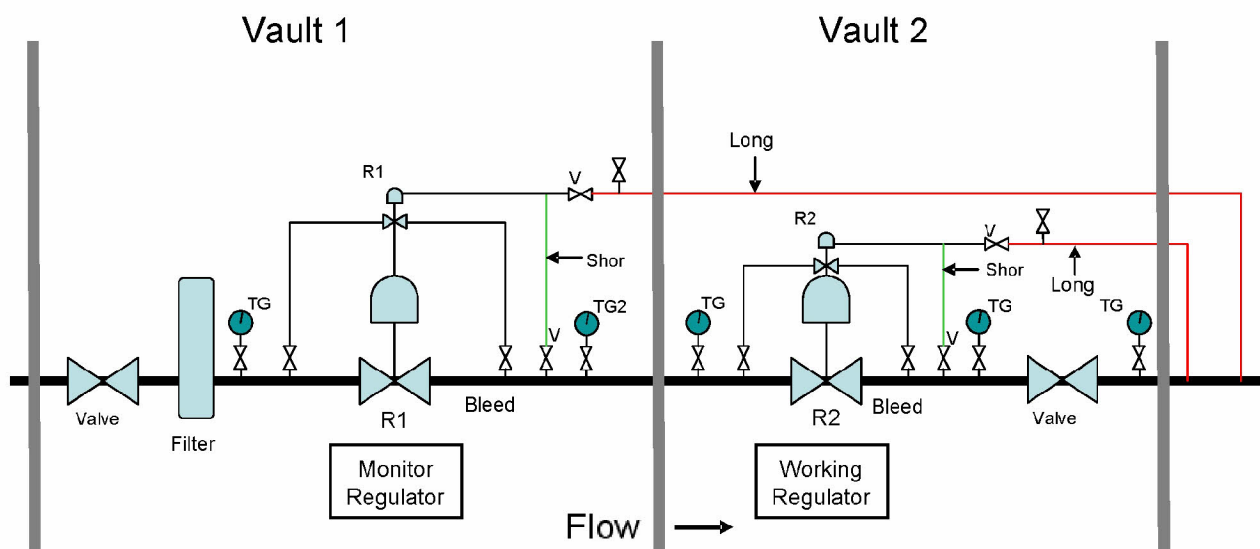 Vault 1
Vault 2
Long
R1
V
R2
V
Shor
Shor
Long
TG
TG2
TG
TG
TG
V
V
Valve
Filter
R1
Bleed
R2
Bleed
Valve
Monitor
Regulator
Working
Regulator
Flow